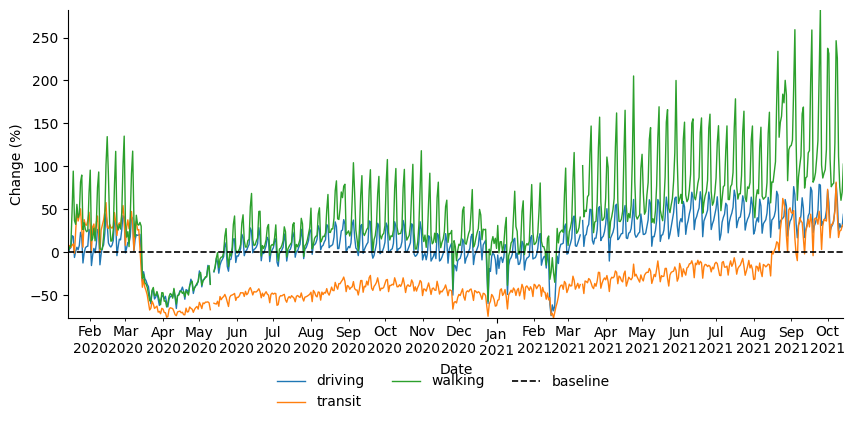 Change (%)
250
200
150
100
50
0
−50
Feb Mar Apr May Jun Jul Aug Sep Oct Nov Dec Jan Feb Mar Apr May Jun Jul Aug Sep Oct
2020 2020 2020 2020 2020 2020 2020 2020 2020 2020 2020 2021 2021 2021 2021 2021 2021 2021 2021 2021 2021
Date
driving walking baseline
transit